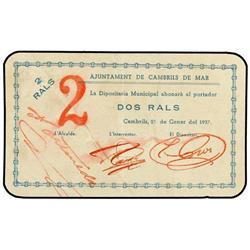 AJUNTAMENT DE CAMBRILS DE MAR
2
RALS
2
La Dipositaria Municipal abonarà al portador
DOS RALS
Cambrils, 1r de Gener del 1937.
d'Alcalde, L'Interventor, El Dipositari,